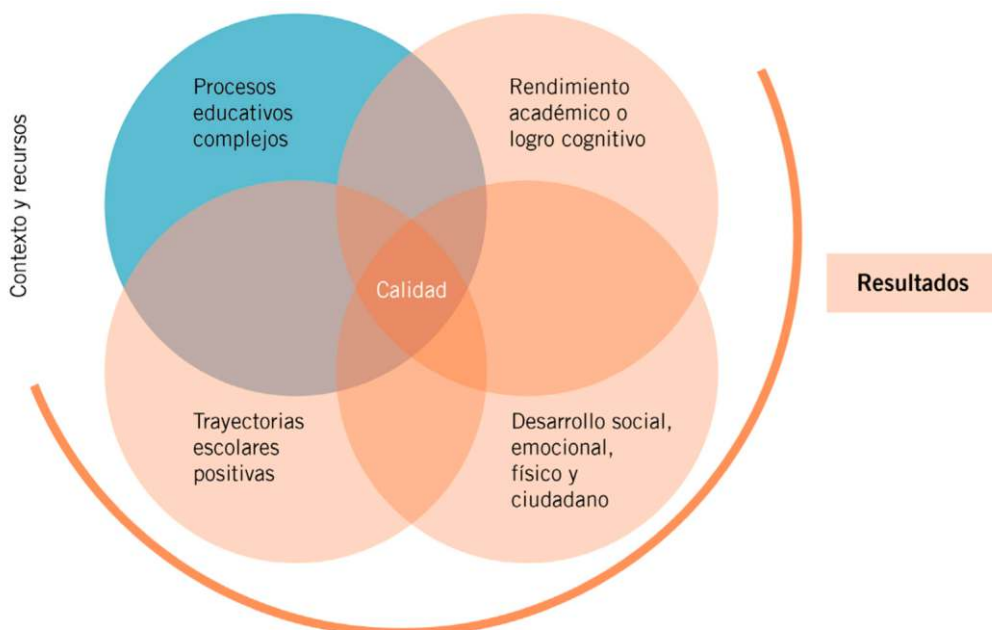 Contexto y recursos
Procesos
educativos
complejos
Rendimiento
académico o
logro cognitivo
Calidad
Resultados
Trayectorias
escolares
positivas
Desarrollo social,
emocional,
físico y
ciudadano